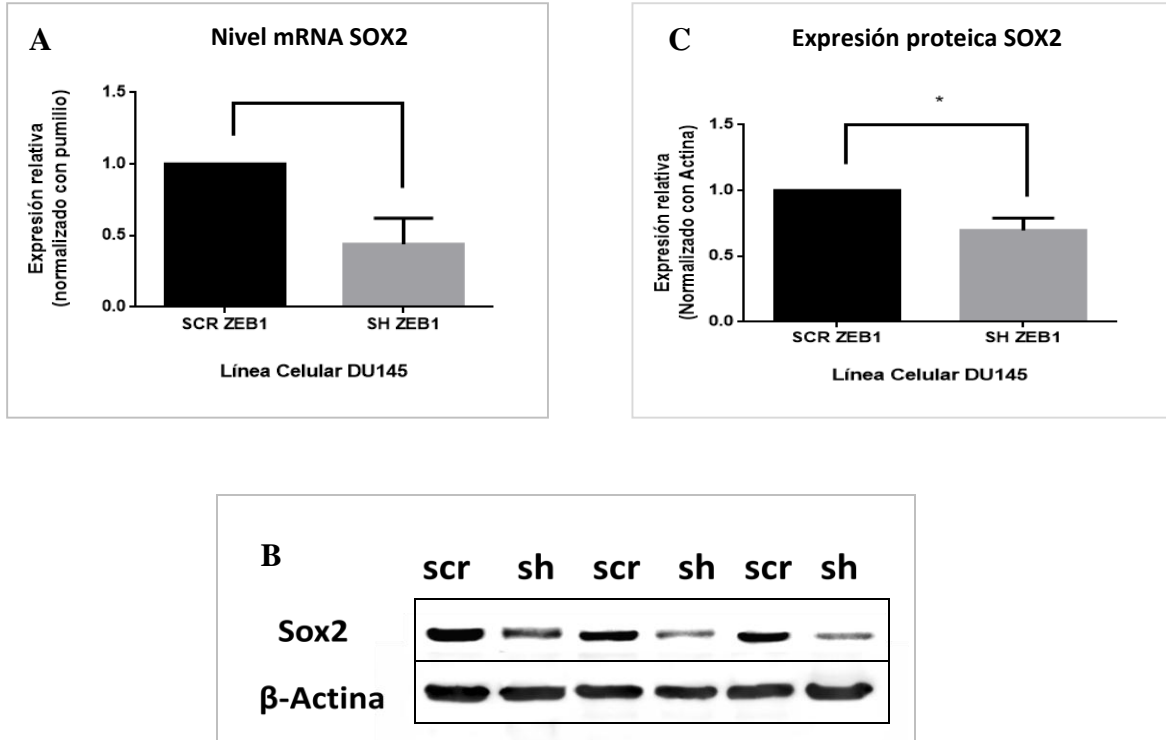 A
Nivel mRNA SOX2
Expresión relativa
(normalizado con pumilio)
1.5
1.0
0.5
0.0
SCR ZEB1
SH ZEB1
Línea Celular DU145
C
Expresión proteica SOX2
*
Expresión relativa
(Normalizado con Actina)
1.5
1.0
0.5
0.0
SCR ZEB1
SH ZEB1
Línea Celular DU145
B
scr sh scr sh scr sh
Sox2
β-Actina